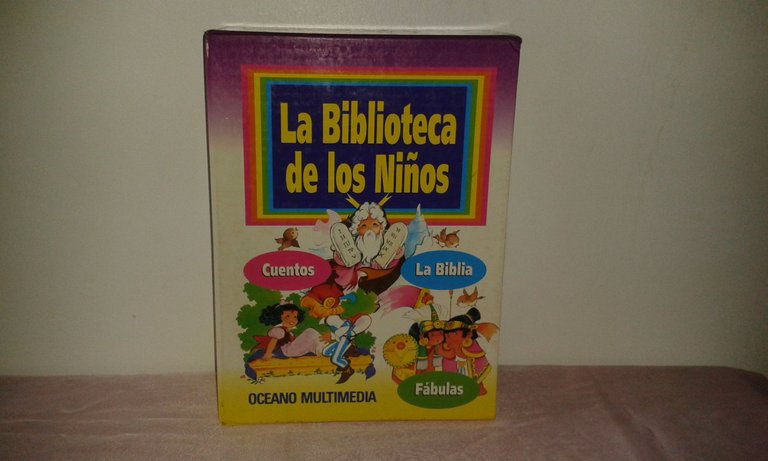 La Biblioteca
de los Niños
Cuentos
La Biblia
Fábulas
OCEANO MULTIMEDIA